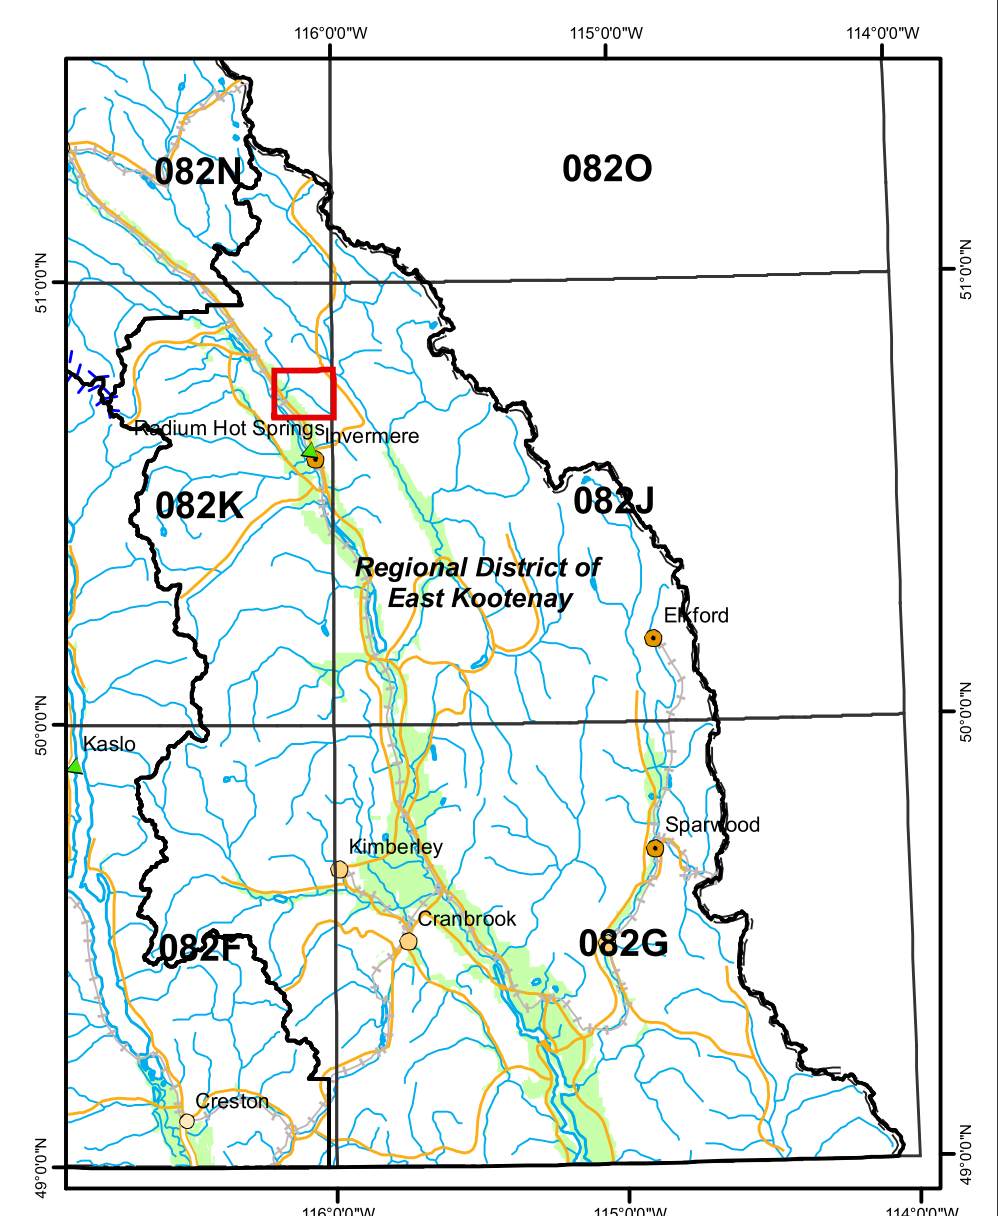 116°0'0"W
115°0'0"W
114°0'0"W
082N
082O
51°0'0"N
51°0'0"N
Radium Hot Springs
Invermere
082K
082J
Regional District of
East Kootenay
Elkford
50°0'0"N
50°0'0"N
Kaslo
Sparwood
Kimberley
Cranbrook
082F
082G
Creston
49°0'0"N
49°0'0"N
116°0'0"W
115°0'0"W
114°0'0"W